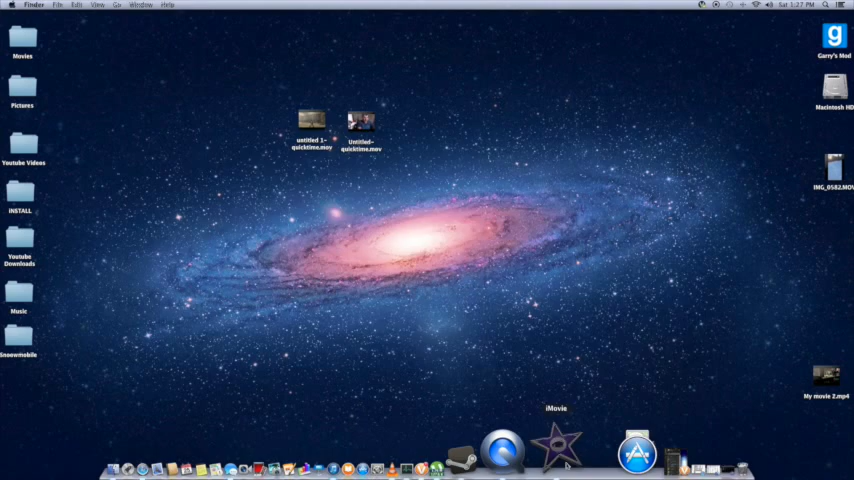 Finder File Edit View Go Window Help
Sat 1:27 PM
Movies
Garry's Mod
Pictures
Macintosh HD
untitled 1-
quicktime.mov
Untitled-
quicktime.mov
Youtube Videos
IMG_0582.MOV
INSTALL
Youtube
Downloads
Music
Snowmobile
My movie 2.mp4
iMovie